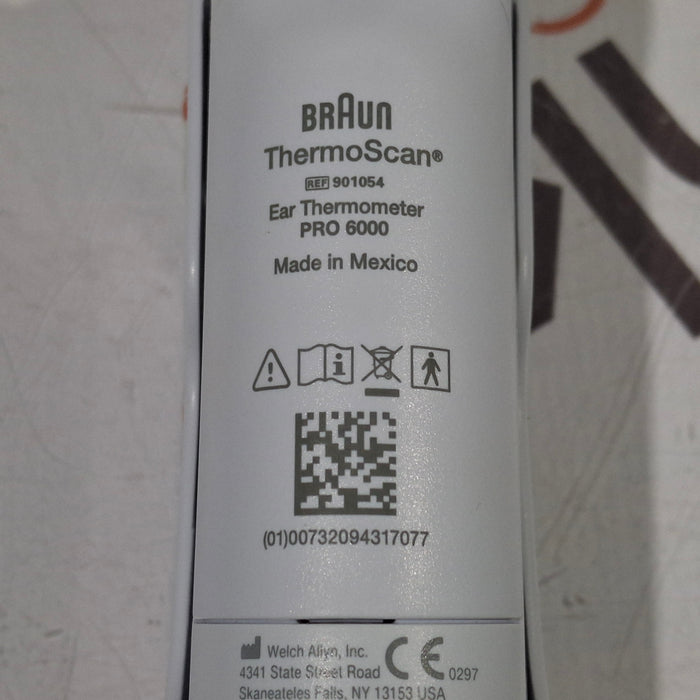 BRAUN
ThermoScan®
REF 901054
Ear Thermometer
PRO 6000
Made in Mexico
(01)00732094317077
Welch Allyn, Inc.
4341 State Street Road
Skaneateles Falls, NY 13153 USA
CE 0297